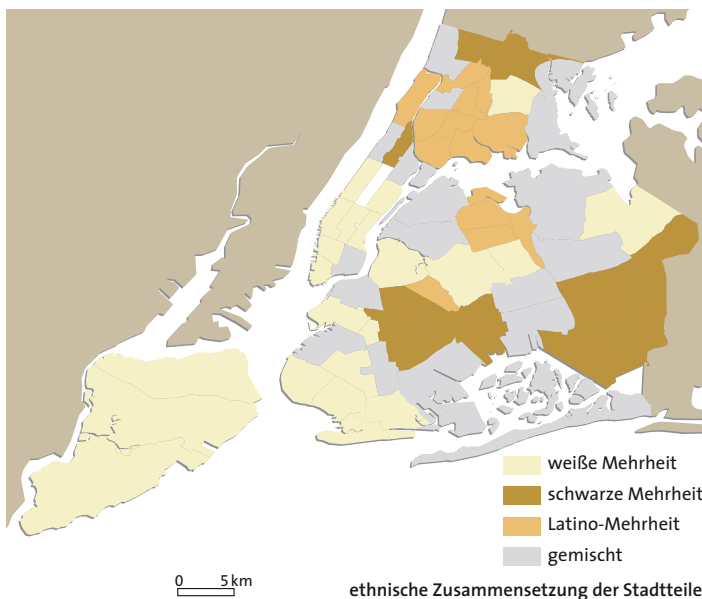 weiße Mehrheit
schwarze Mehrheit
Latino-Mehrheit
gemischt
0 5 km
ethnische Zusammensetzung der Stadtteile